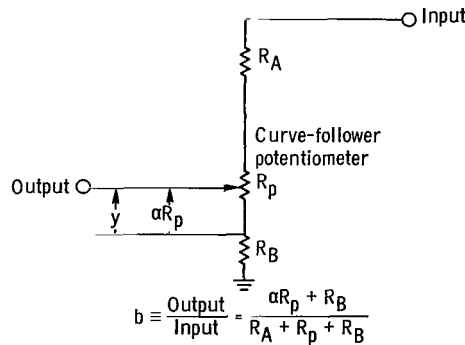 Input
R_A
Curve-follower
potentiometer
Output
R_p
y
αR_p
R_B
b ≡ Output/Input = (αR_p + R_B)/(R_A + R_p + R_B)